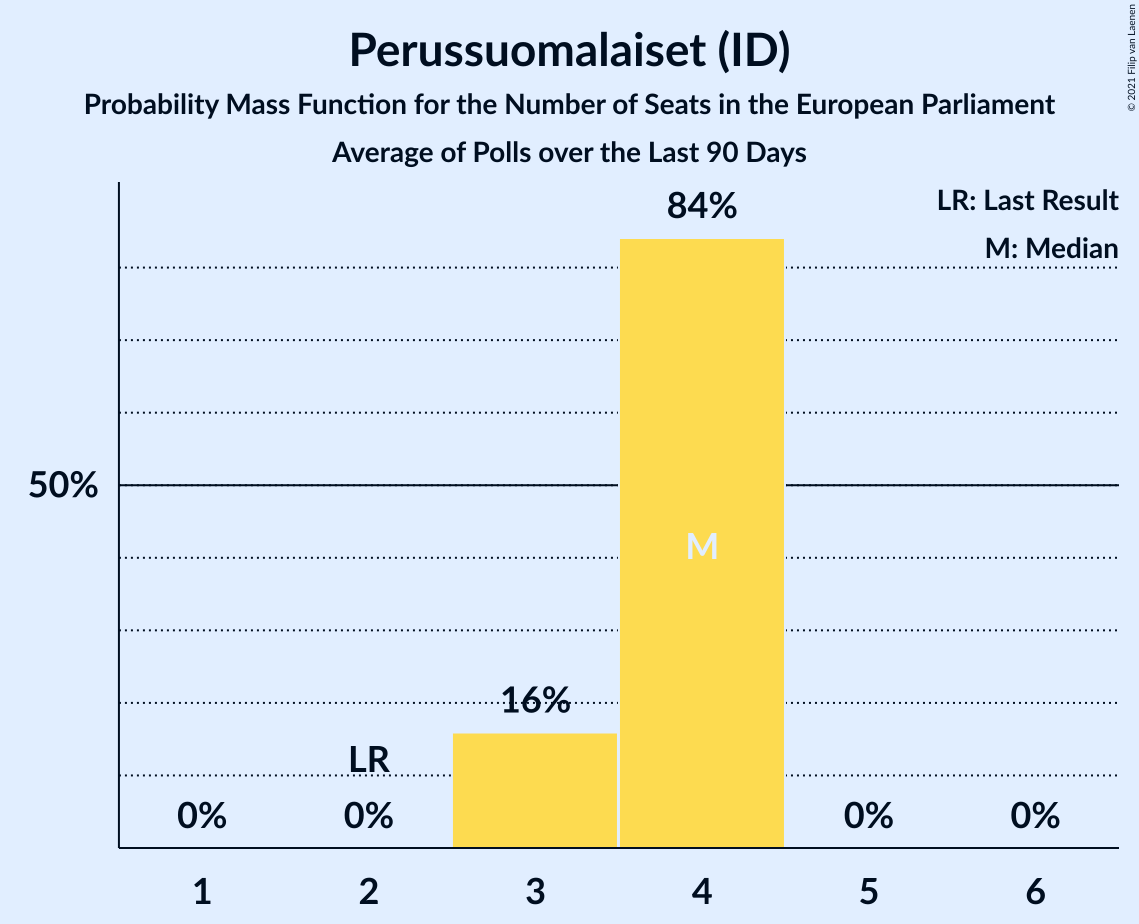 Perussuomalaiset (ID)
Probability Mass Function for the Number of Seats in the European Parliament
Average of Polls over the Last 90 Days
© 2021 Filip van Laenen
LR: Last Result
M: Median
84%
50%
M
16%
LR
0% 0% 0% 0%
1 2 3 4 5 6